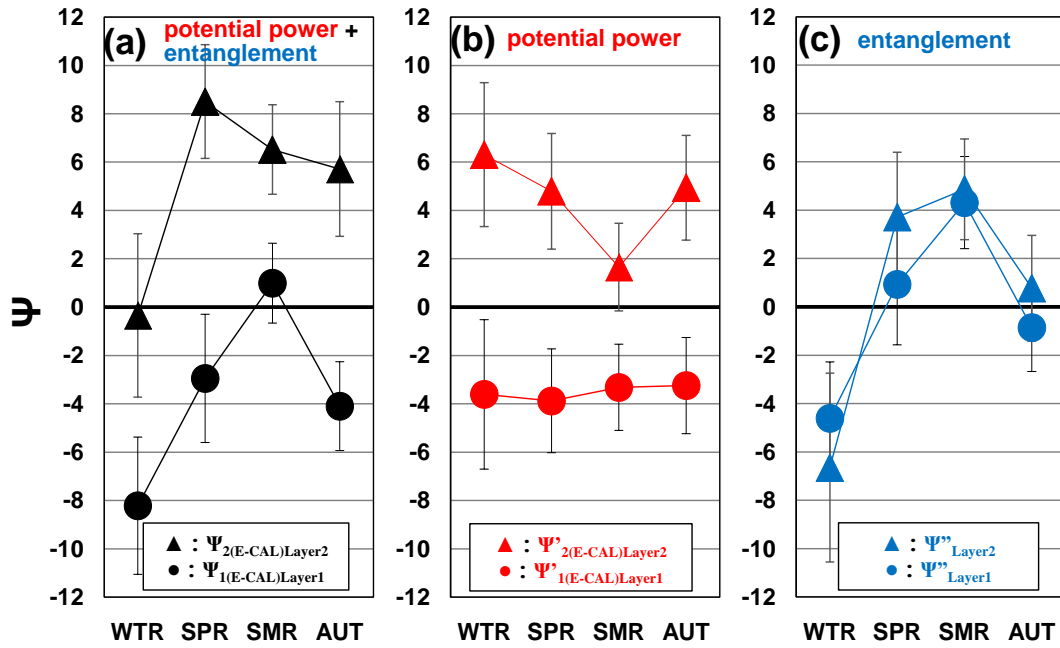 (a) potential power +
entanglement
12
10
8
6
4
2
0
-2
-4
-6
-8
-10
-12
Ψ
▲ : Ψ2(E-CAL)Layer2
● : Ψ1(E-CAL)Layer1
WTR SPR SMR AUT
(b) potential power
12
10
8
6
4
2
0
-2
-4
-6
-8
-10
-12
▲ : Ψ’2(E-CAL)Layer2
● : Ψ’1(E-CAL)Layer1
WTR SPR SMR AUT
(c) entanglement
12
10
8
6
4
2
0
-2
-4
-6
-8
-10
-12
▲ : Ψ”Layer2
● : Ψ”Layer1
WTR SPR SMR AUT